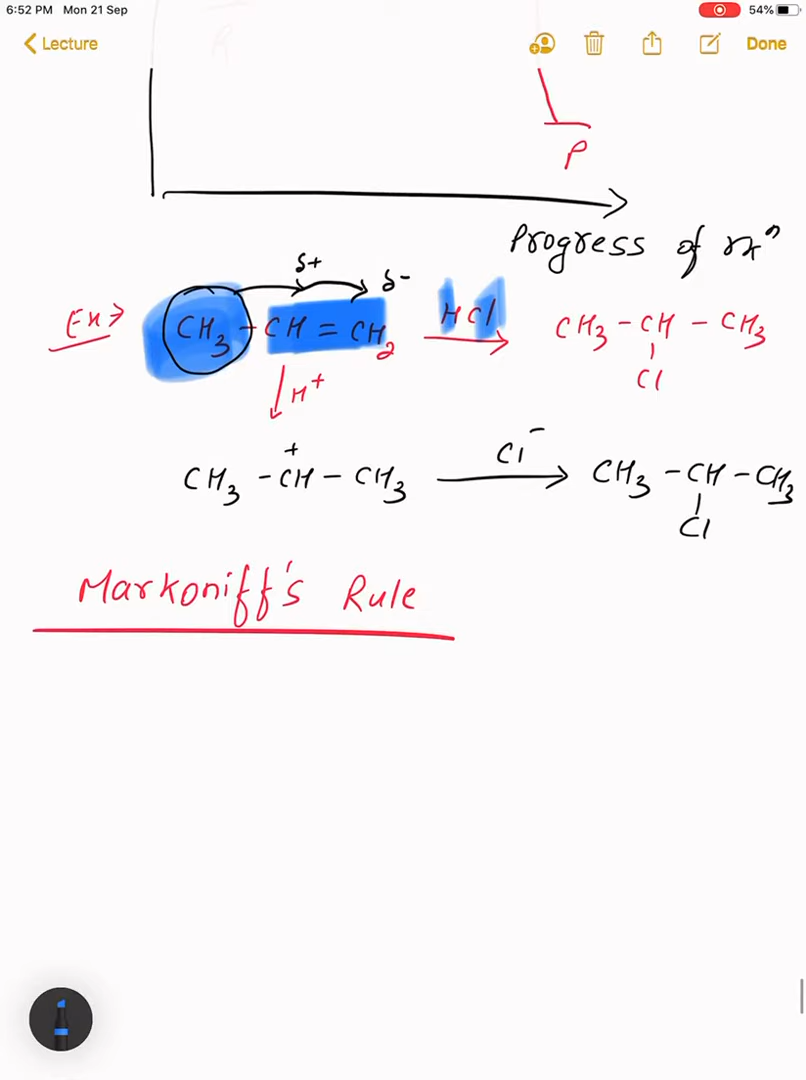 6:52 PM Mon 21 Sep
54%
Lecture
Done
R
P
Progress of rxⁿ
δ+ δ-
Ex> CH3 - CH = CH2 HCl CH3 - CH - CH3
Cl
H+
+
CH3 - CH - CH3 Cl- CH3 - CH - CH3
Cl
Markoniff's Rule